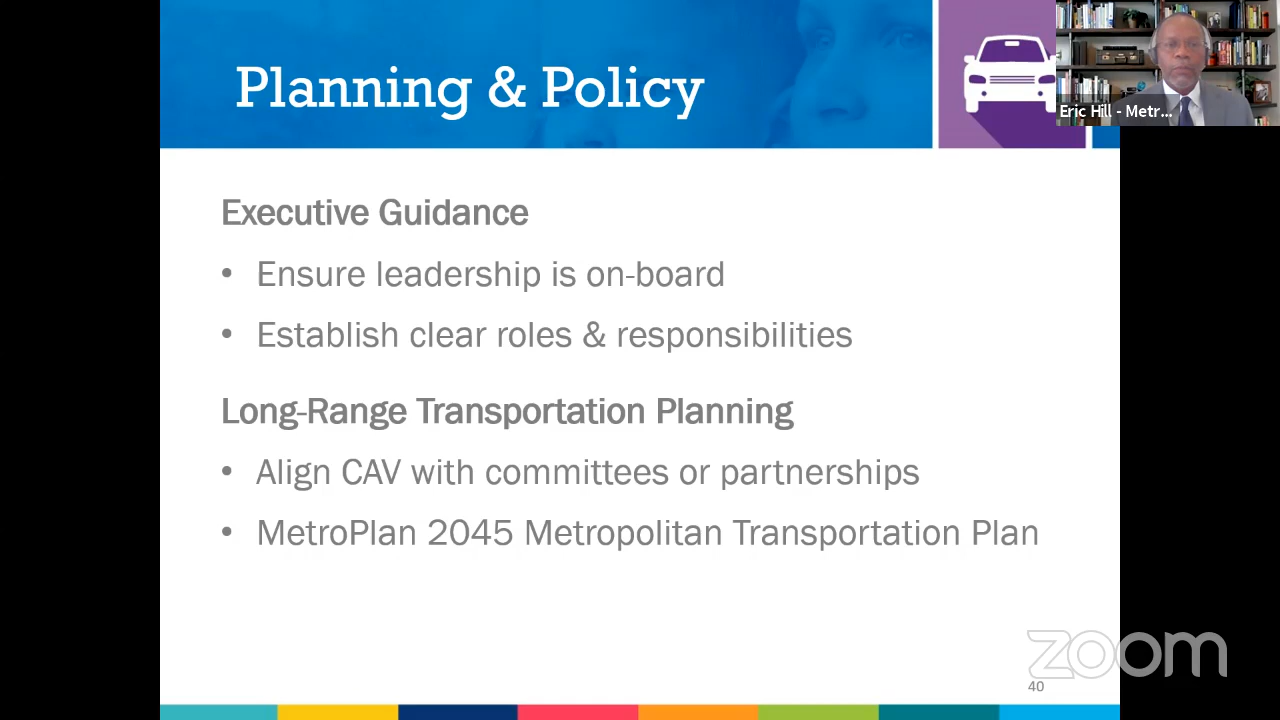 Planning & Policy
Eric Hill - Metr...
Executive Guidance
• Ensure leadership is on-board
• Establish clear roles & responsibilities
Long-Range Transportation Planning
• Align CAV with committees or partnerships
• MetroPlan 2045 Metropolitan Transportation Plan
zoom
40